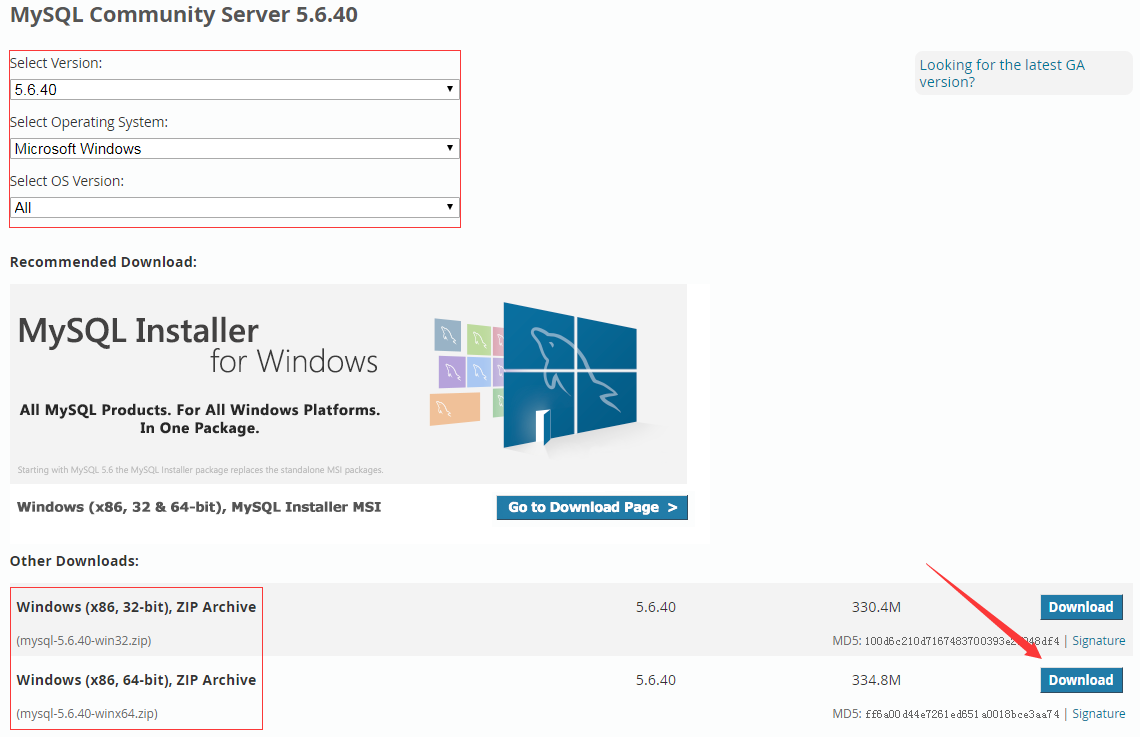 MySQL Community Server 5.6.40
Select Version:
5.6.40
Looking for the latest GA
version?
Select Operating System:
Microsoft Windows
Select OS Version:
All
Recommended Download:
MySQL Installer
for Windows
All MySQL Products. For All Windows Platforms.
In One Package.
Starting with MySQL 5.6 the MySQL Installer package replaces the standalone MSI packages.
Windows (x86, 32 & 64-bit), MySQL Installer MSI Go to Download Page >
Other Downloads:
Windows (x86, 32-bit), ZIP Archive 5.6.40 330.4M Download
(mysql-5.6.40-win32.zip) MD5: | Signature
Windows (x86, 64-bit), ZIP Archive 5.6.40 334.8M Download
(mysql-5.6.40-winx64.zip) MD5: ff6a00d44e7261ed651a0018bce3aa74 | Signature